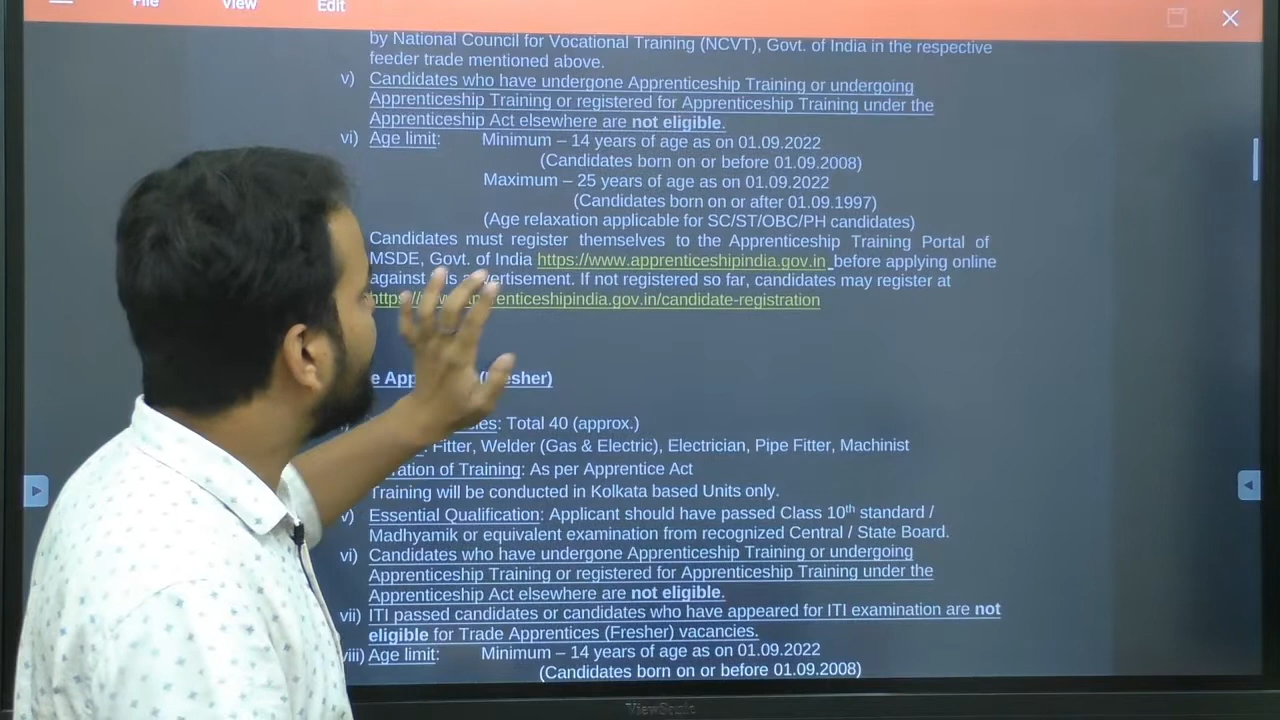 File View Edit
by National Council for Vocational Training (NCVT), Govt. of India in the respective
feeder trade mentioned above.
v) Candidates who have undergone Apprenticeship Training or undergoing
Apprenticeship Training or registered for Apprenticeship Training under the
Apprenticeship Act elsewhere are not eligible.
vi) Age limit: Minimum – 14 years of age as on 01.09.2022
(Candidates born on or before 01.09.2008)
Maximum – 25 years of age as on 01.09.2022
(Candidates born on or after 01.09.1997)
(Age relaxation applicable for SC/ST/OBC/PH candidates)
Candidates must register themselves to the Apprenticeship Training Portal of
MSDE, Govt. of India https://www.apprenticeshipindia.gov.in before applying online
against advertisement. If not registered so far, candidates may register at
enticeshipindia.gov.in/candidate-registration
esher)
: Total 40 (approx.)
Fitter, Welder (Gas & Electric), Electrician, Pipe Fitter, Machinist
of Training: As per Apprentice Act
Training will be conducted in Kolkata based Units only.
v) Essential Qualification: Applicant should have passed Class 10th standard /
Madhyamik or equivalent examination from recognized Central / State Board.
vi) Candidates who have undergone Apprenticeship Training or undergoing
Apprenticeship Training or registered for Apprenticeship Training under the
Apprenticeship Act elsewhere are not eligible.
vii) ITI passed candidates or candidates who have appeared for ITI examination are not
eligible for Trade Apprentices (Fresher) vacancies.
viii) Age limit: Minimum – 14 years of age as on 01.09.2022
(Candidates born on or before 01.09.2008)
ViewSonic